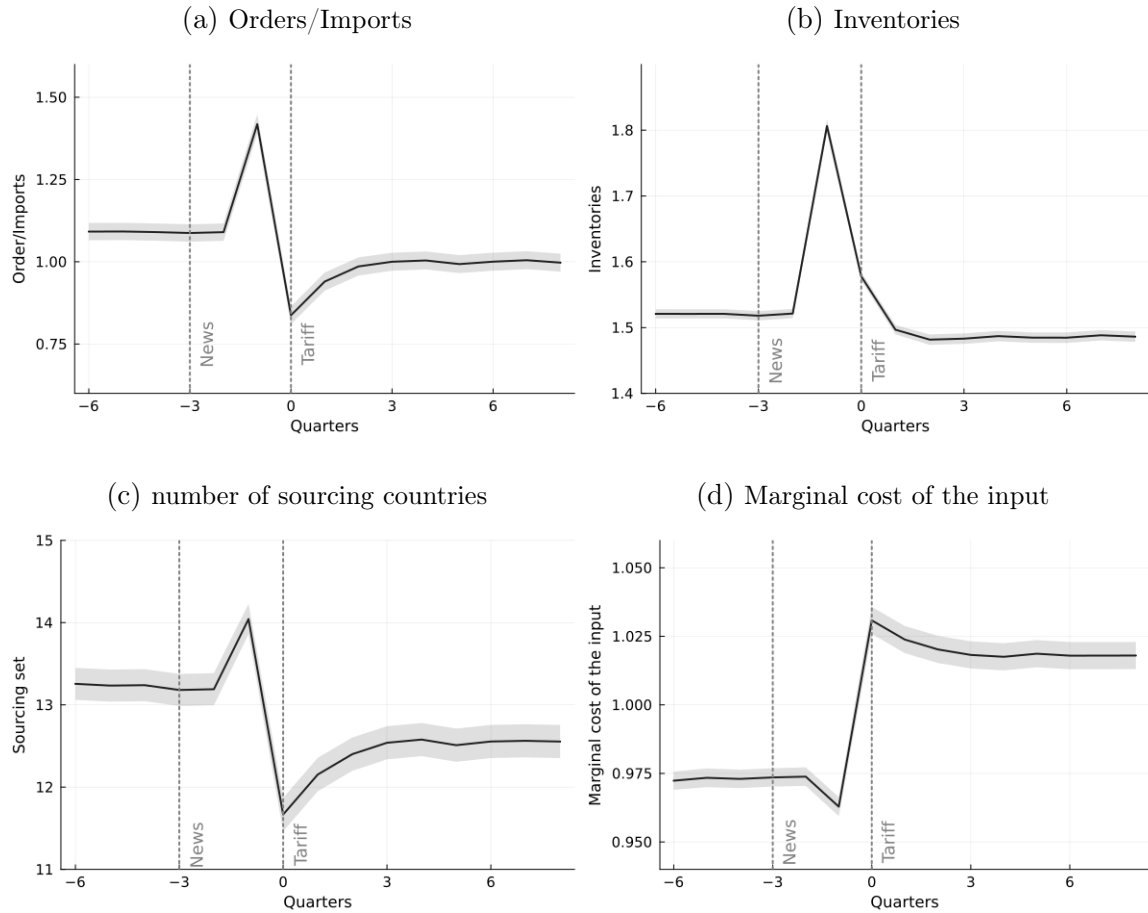 (a) Orders/Imports
Order/Imports
1.50
1.25
1.00
0.75
News
Tariff
−6
−3
0
3
6
Quarters
(b) Inventories
Inventories
1.8
1.7
1.6
1.5
1.4
News
Tariff
−6
−3
0
3
6
Quarters
(c) number of sourcing countries
Sourcing set
15
14
13
12
11
News
Tariff
−6
−3
0
3
6
Quarters
(d) Marginal cost of the input
Marginal cost of the input
1.050
1.025
1.000
0.975
0.950
News
Tariff
−6
−3
0
3
6
Quarters